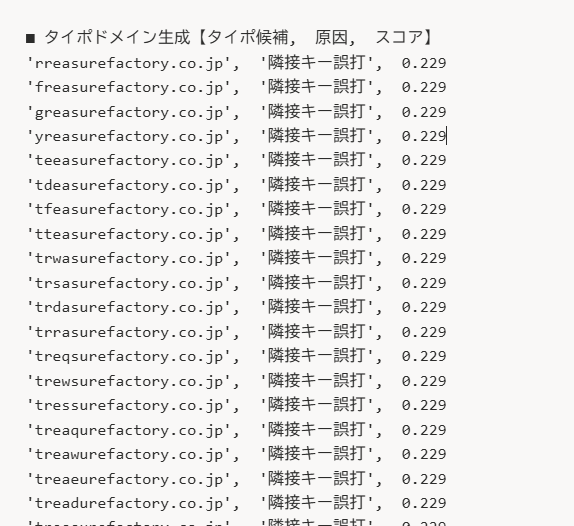 ■ タイポドメイン生成【タイポ候補, 原因, スコア】
'rreasurefactory.co.jp', '隣接キー誤打', 0.229
'freasurefactory.co.jp', '隣接キー誤打', 0.229
'greasurefactory.co.jp', '隣接キー誤打', 0.229
'yreasurefactory.co.jp', '隣接キー誤打', 0.229
'teeasurefactory.co.jp', '隣接キー誤打', 0.229
'tdeasurefactory.co.jp', '隣接キー誤打', 0.229
'tfeasurefactory.co.jp', '隣接キー誤打', 0.229
'tteasurefactory.co.jp', '隣接キー誤打', 0.229
'trwasurefactory.co.jp', '隣接キー誤打', 0.229
'trsasurefactory.co.jp', '隣接キー誤打', 0.229
'trdasurefactory.co.jp', '隣接キー誤打', 0.229
'trrasurefactory.co.jp', '隣接キー誤打', 0.229
'treqsurefactory.co.jp', '隣接キー誤打', 0.229
'trewsurefactory.co.jp', '隣接キー誤打', 0.229
'tressurefactory.co.jp', '隣接キー誤打', 0.229
'treaqurefactory.co.jp', '隣接キー誤打', 0.229
'treawurefactory.co.jp', '隣接キー誤打', 0.229
'treaeurefactory.co.jp', '隣接キー誤打', 0.229
'treadurefactory.co.jp', '隣接キー誤打', 0.229